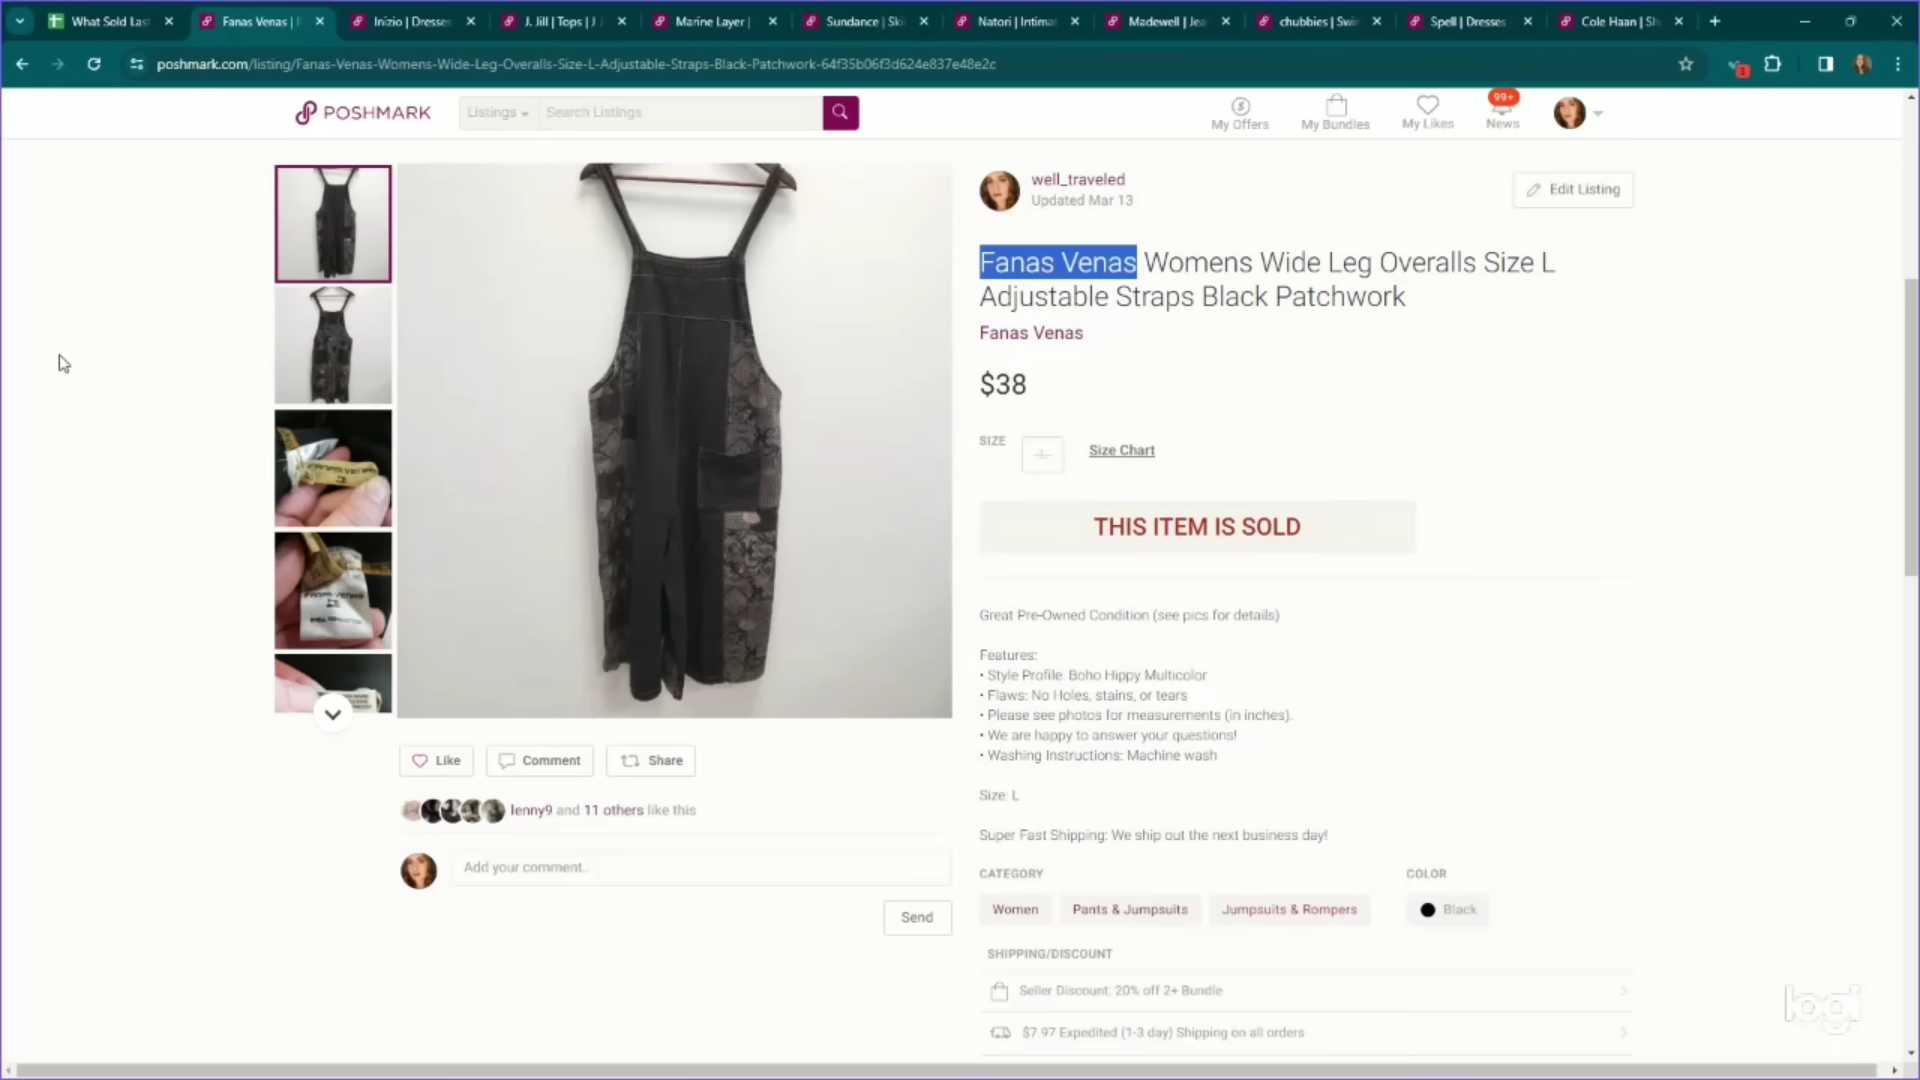 What Sold Las
Fanas Venas |
Inizio | Dresses
J. Jill | Tops | J
Marine Layer |
Sundance | Ski
Natori | Intima
Madewell | Jea
chubbies | Swi
Spell | Dresses
Cole Haan | Sh
poshmark.com/listing/Fanas-Venas-Womens-Wide-Leg-Overalls-Size-L-Adjustable-Straps-Black-Patchwork-64f35b06f3d624e837e48e2c
3
POSHMARK
Listings
Search Listings
My Offers
My Bundles
My Likes
99+
News
well_traveled
Updated Mar 13
Edit Listing
Fanas Venas Womens Wide Leg Overalls Size L
Adjustable Straps Black Patchwork
Fanas Venas
$38
SIZE
L
Size Chart
THIS ITEM IS SOLD
Great Pre-Owned Condition (see pics for details)
Features:
• Style Profile: Boho Hippy Multicolor
• Flaws: No Holes, stains, or tears
• Please see photos for measurements (in inches).
• We are happy to answer your questions!
• Washing Instructions: Machine wash
Size: L
Super Fast Shipping: We ship out the next business day!
CATEGORY
COLOR
Women
Pants & Jumpsuits
Jumpsuits & Rompers
Black
SHIPPING/DISCOUNT
Seller Discount: 20% off 2+ Bundle
$7.97 Expedited (1-3 day) Shipping on all orders
FANAS VENAS
FANAS VENAS
Like
Comment
Share
lenny9 and 11 others like this
Add your comment..
Send
logi